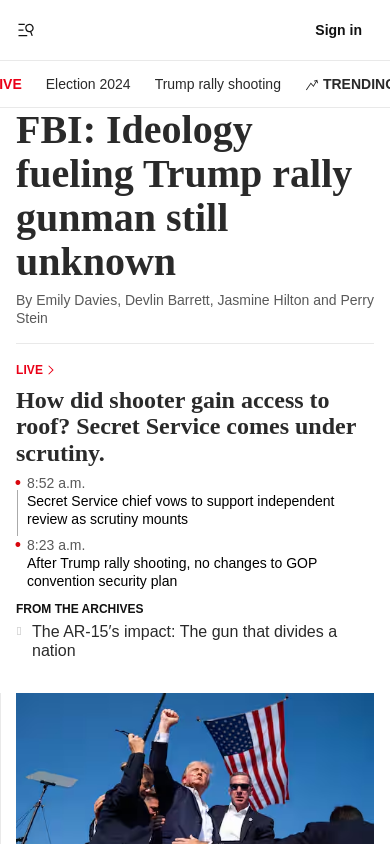 Sign in
IVE Election 2024 Trump rally shooting TRENDING
FBI: Ideology
fueling Trump rally
gunman still
unknown
By Emily Davies, Devlin Barrett, Jasmine Hilton and Perry
Stein
LIVE
How did shooter gain access to
roof? Secret Service comes under
scrutiny.
8:52 a.m.
Secret Service chief vows to support independent
review as scrutiny mounts
8:23 a.m.
After Trump rally shooting, no changes to GOP
convention security plan
FROM THE ARCHIVES
The AR-15′s impact: The gun that divides a
nation